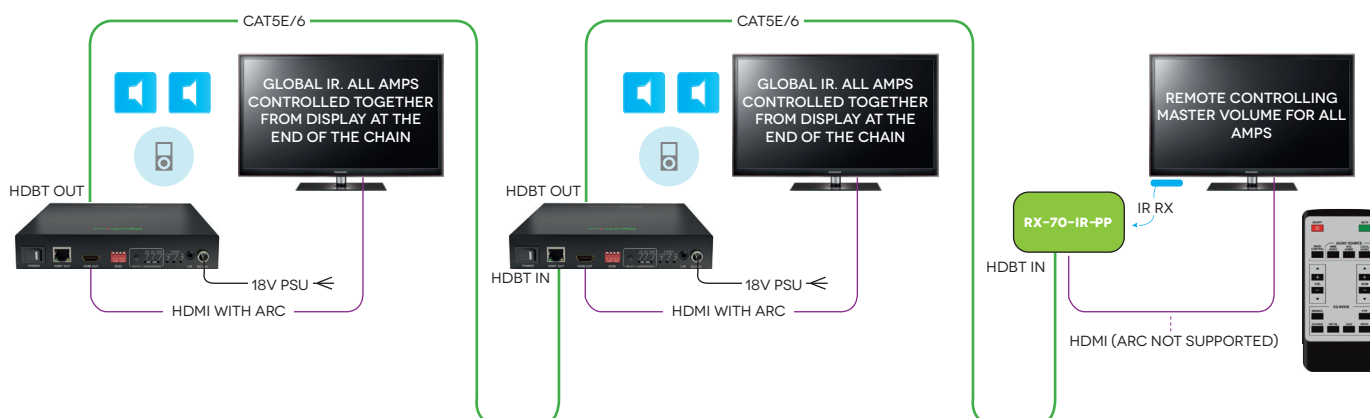 CAT5E/6
CAT5E/6
GLOBAL IR. ALL AMPS
CONTROLLED TOGETHER
FROM DISPLAY AT THE
END OF THE CHAIN
GLOBAL IR. ALL AMPS
CONTROLLED TOGETHER
FROM DISPLAY AT THE
END OF THE CHAIN
REMOTE CONTROLLING
MASTER VOLUME FOR ALL
AMPS
HDBT OUT
HDBT OUT
IR RX
RX-70-IR-PP
HDBT IN
HDBT IN
18V PSU
18V PSU
HDMI WITH ARC
HDMI WITH ARC
HDMI (ARC NOT SUPPORTED)